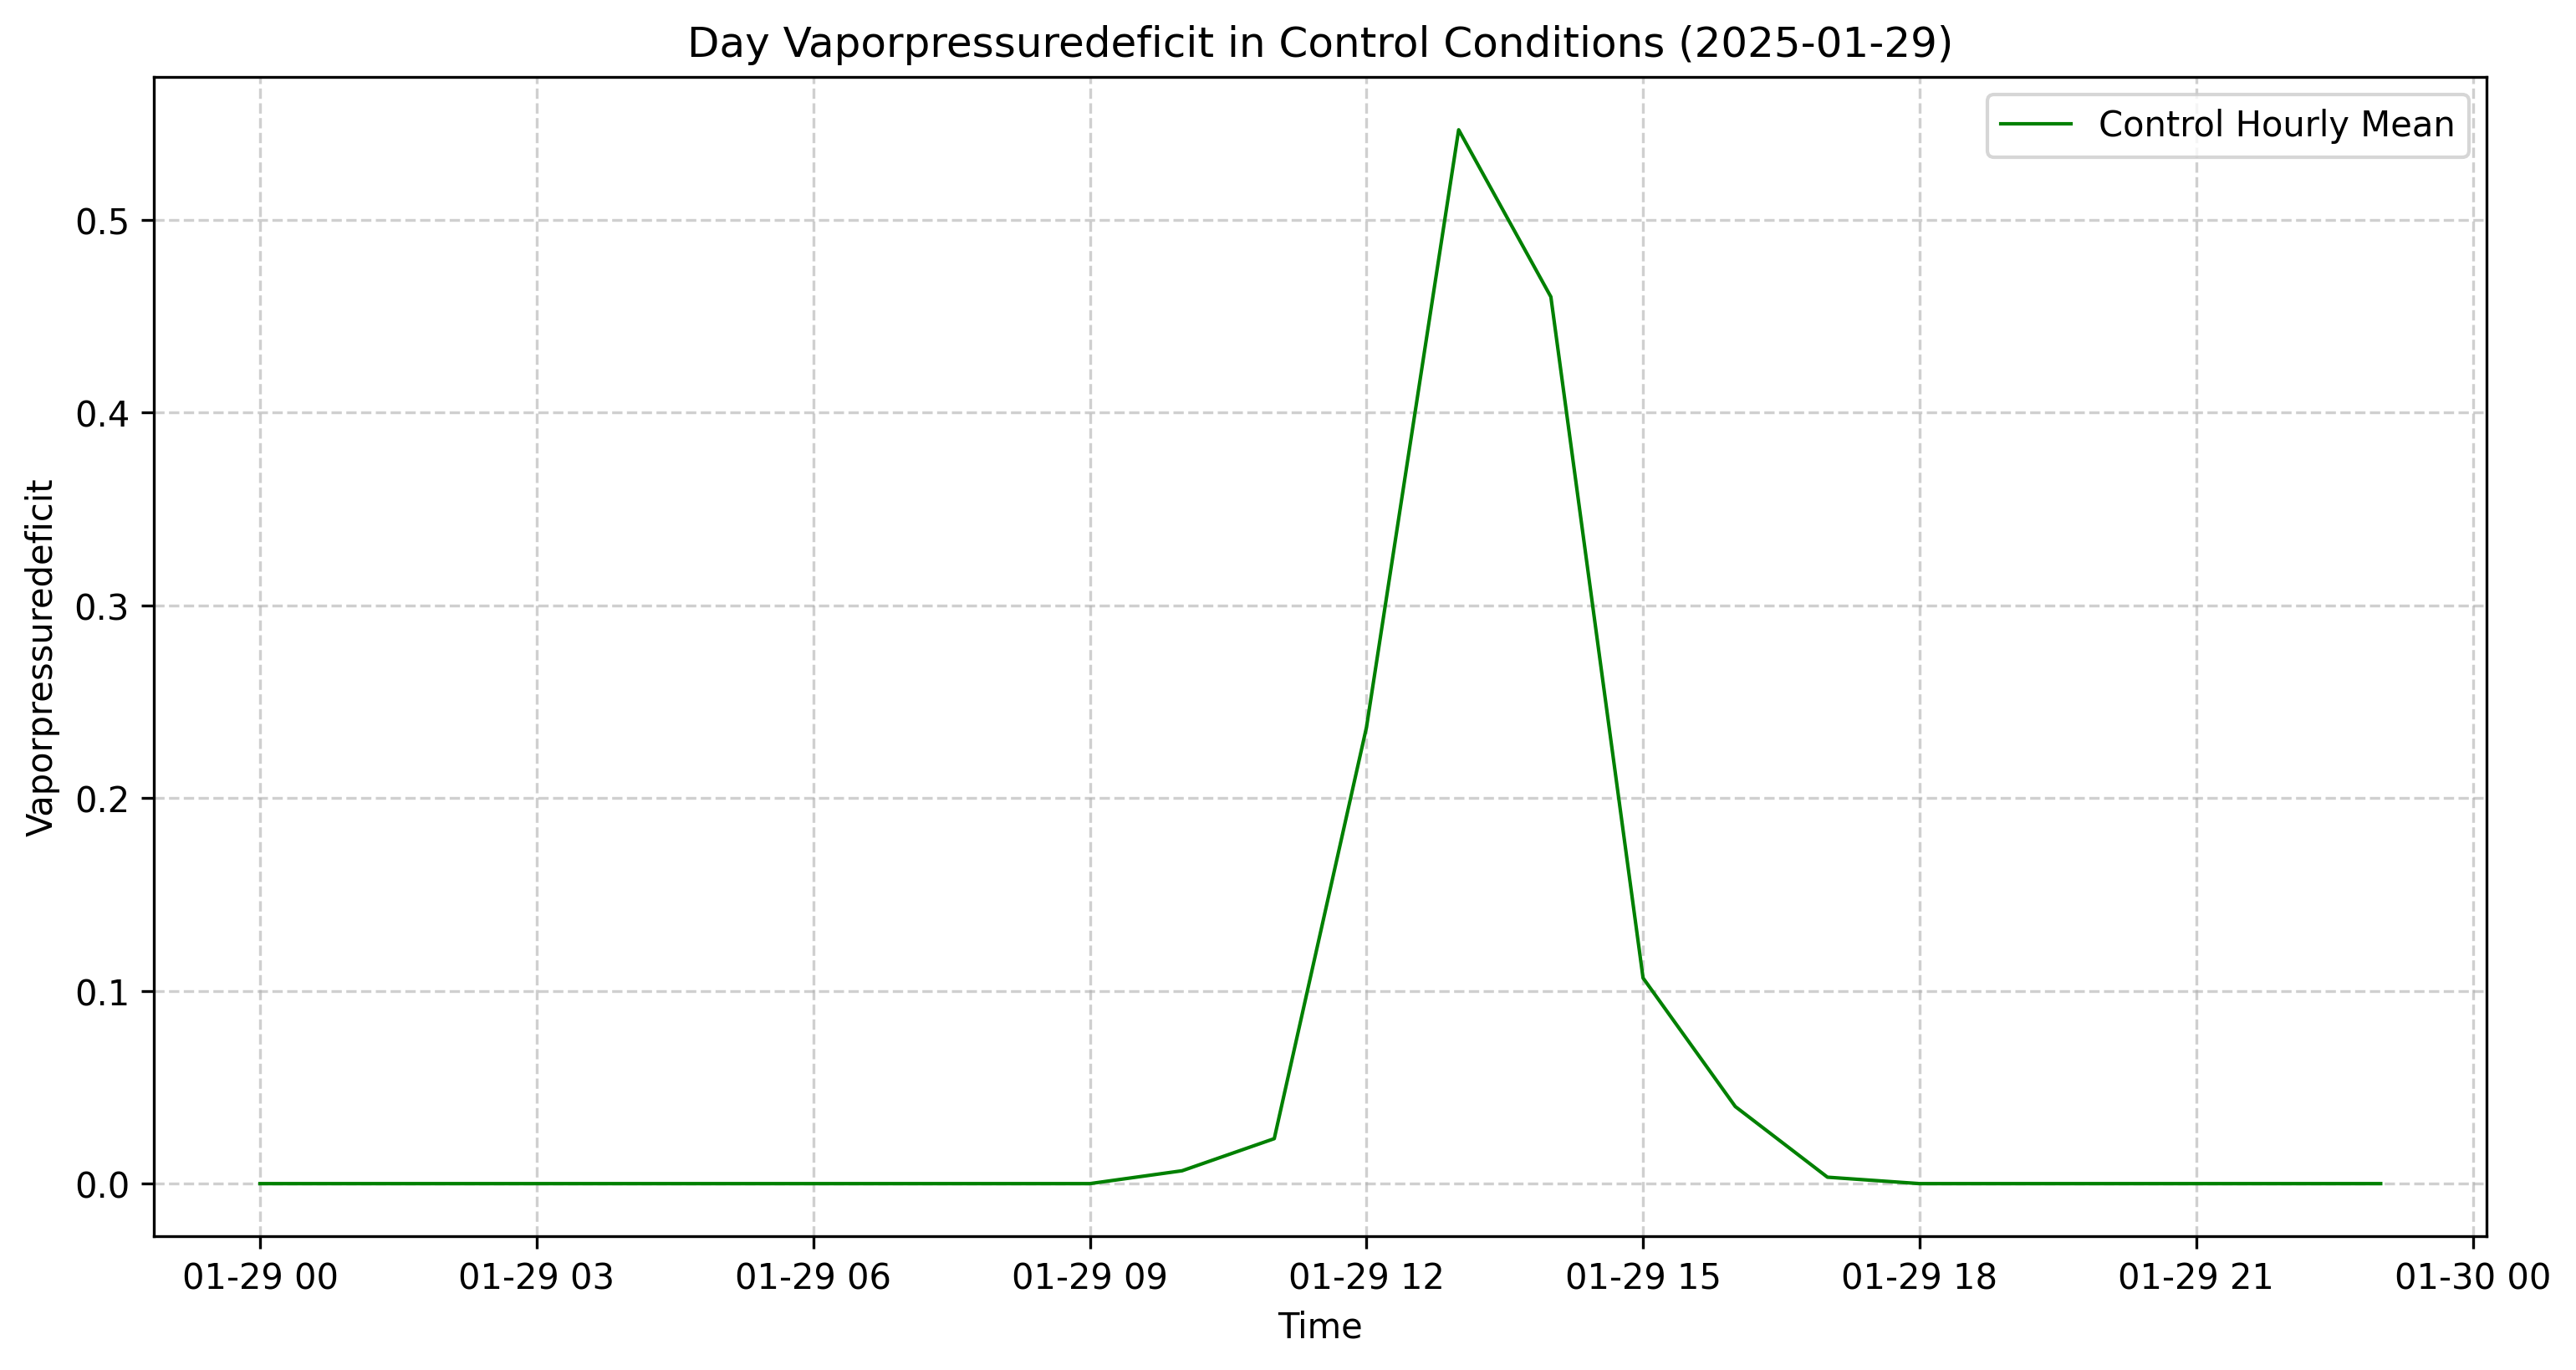 Day Vaporpressuredeficit in Control Conditions (2025-01-29)
Control Hourly Mean
Vaporpressuredeficit
0.5
0.4
0.3
0.2
0.1
0.0
01-29 00 01-29 03 01-29 06 01-29 09 01-29 12 01-29 15 01-29 18 01-29 21 01-30 00
Time